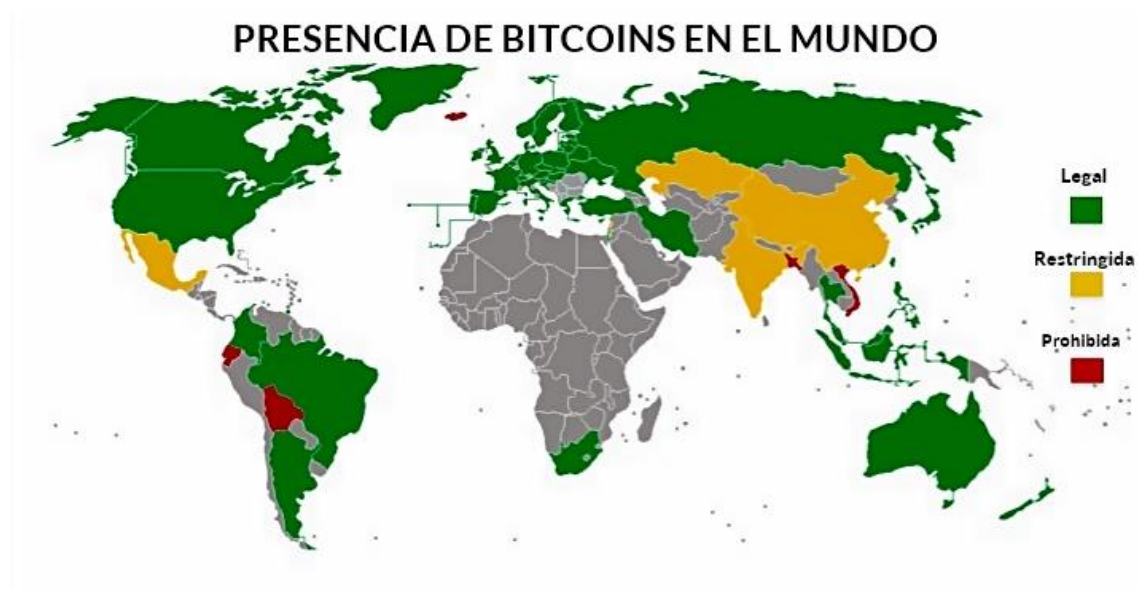 PRESENCIA DE BITCOINS EN EL MUNDO
Legal
Restringida
Prohibida